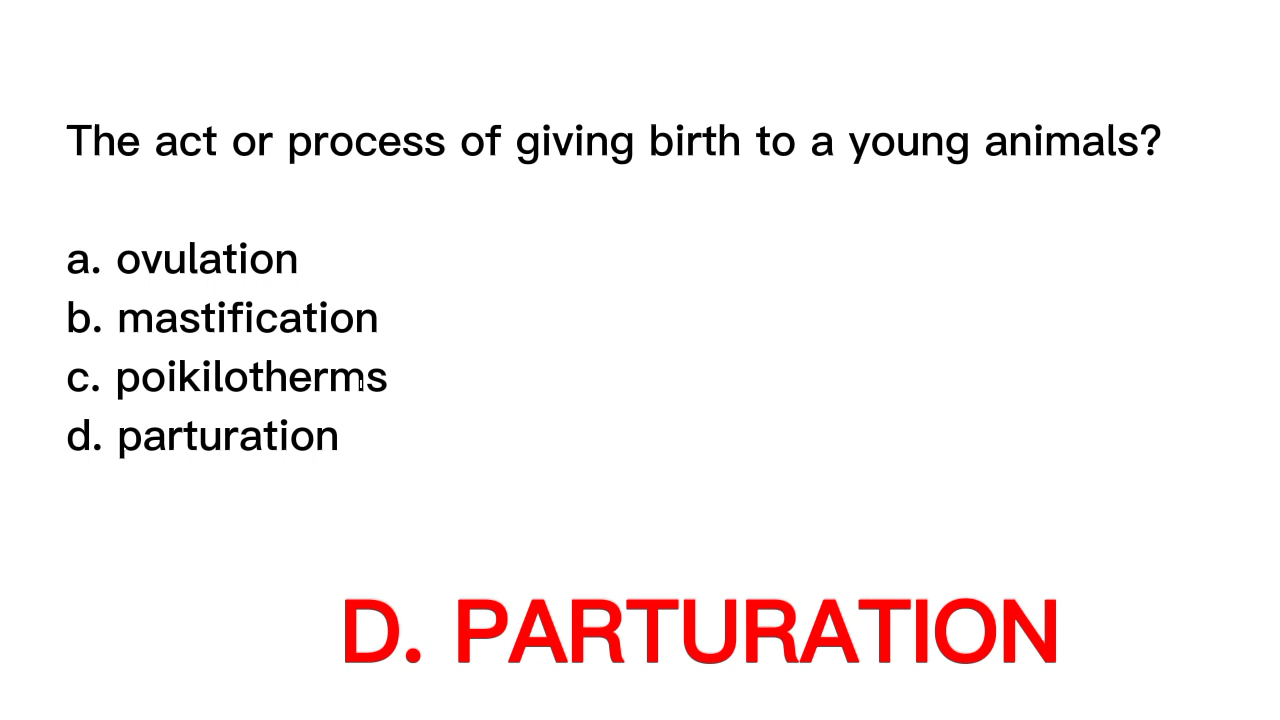 The act or process of giving birth to a young animals?
a. ovulation
b. mastification
c. poikilotherms
d. parturation
D. PARTURATION